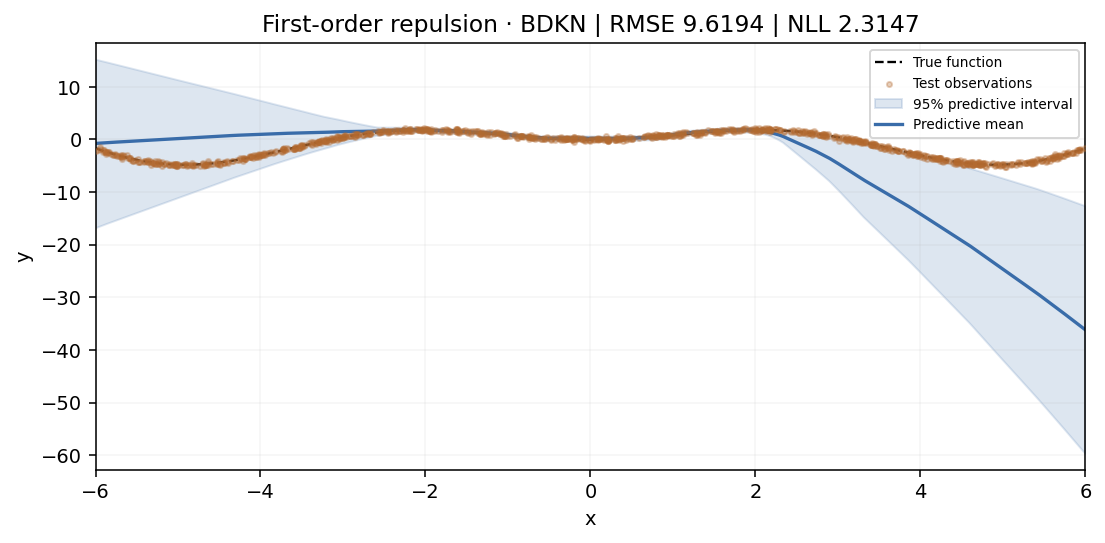 First-order repulsion · BDKN | RMSE 9.6194 | NLL 2.3147
True function
Test observations
95% predictive interval
Predictive mean
10
0
−10
−20
−30
−40
−50
−60
y
−6
−4
−2
0
2
4
6
x